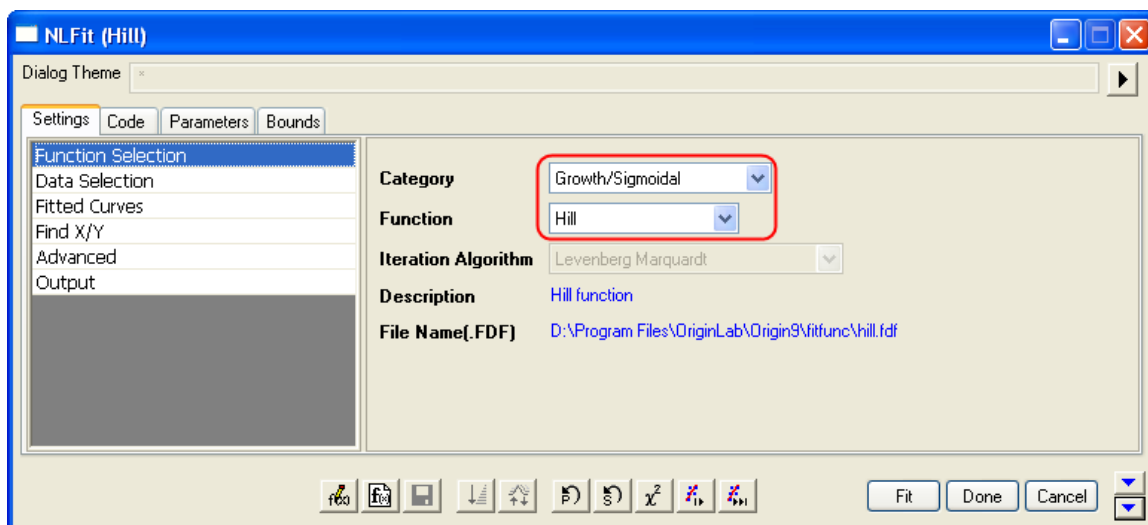 NLFit (Hill)
Dialog Theme *
Settings Code Parameters Bounds
Function Selection
Data Selection
Fitted Curves
Find X/Y
Advanced
Output
Category Growth/Sigmoidal
Function Hill
Iteration Algorithm Levenberg Marquardt
Description Hill function
File Name(.FDF) D:\Program Files\OriginLab\Origin9\fitfunc\hill.fdf
P S χ²
Fit Done Cancel